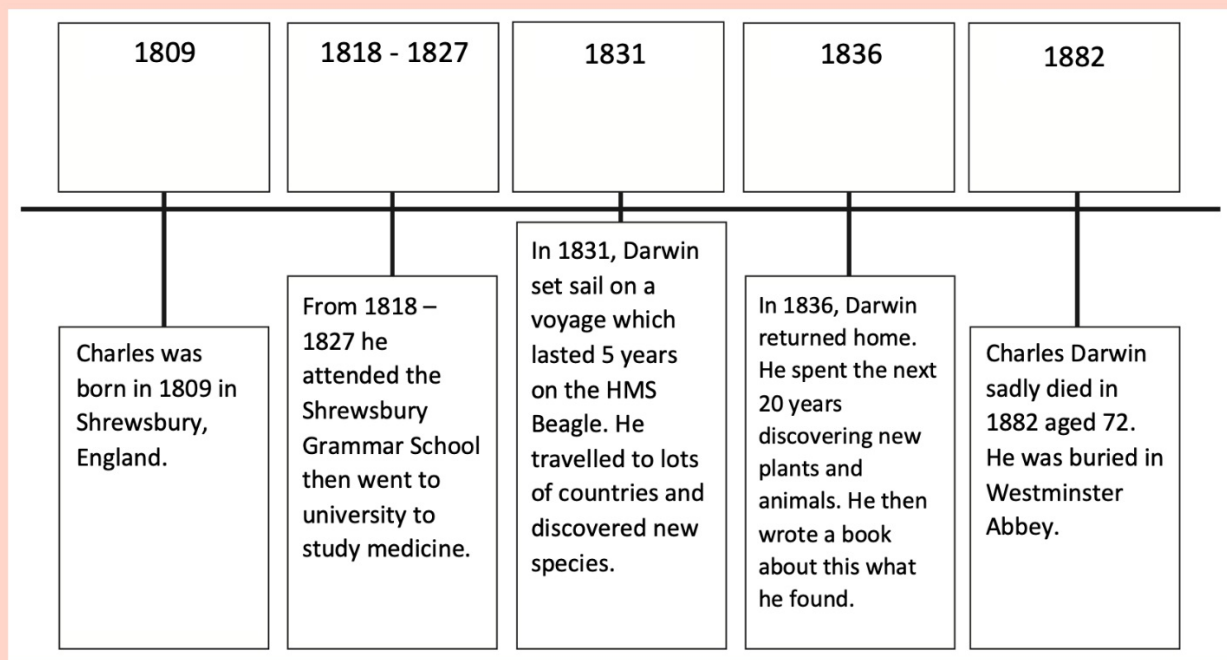 1809
1818 - 1827
1831
1836
1882
Charles was
born in 1809 in
Shrewsbury,
England.
From 1818 –
1827 he
attended the
Shrewsbury
Grammar School
then went to
university to
study medicine.
In 1831, Darwin
set sail on a
voyage which
lasted 5 years
on the HMS
Beagle. He
travelled to lots
of countries and
discovered new
species.
In 1836, Darwin
returned home.
He spent the next
20 years
discovering new
plants and
animals. He then
wrote a book
about this what
he found.
Charles Darwin
sadly died in
1882 aged 72.
He was buried in
Westminster
Abbey.